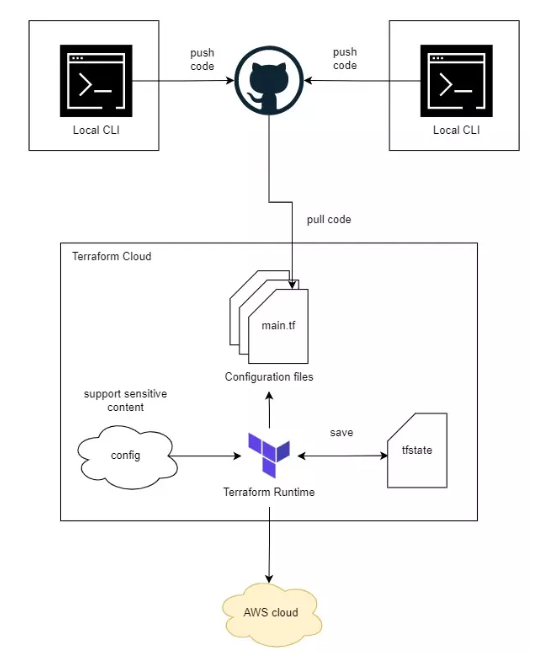 push
code
push
code
Local CLI
Local CLI
pull code
Terraform Cloud
main.tf
Configuration files
support sensitive
content
config
save
tfstate
Terraform Runtime
AWS cloud